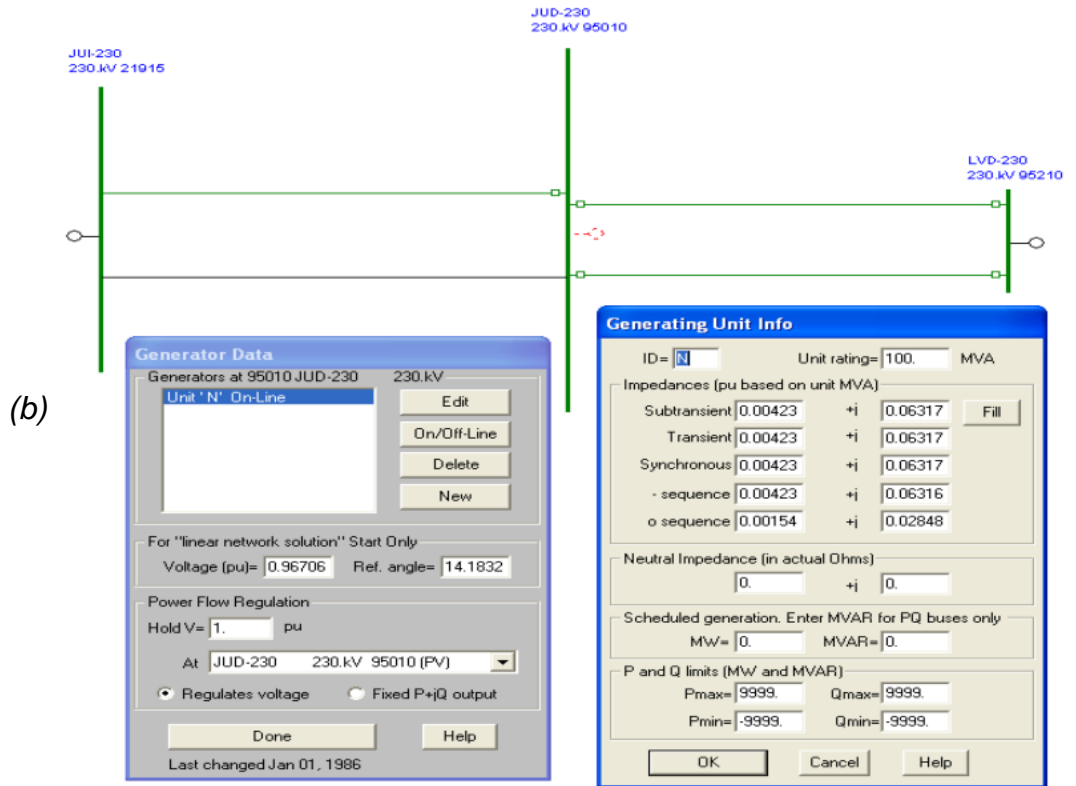 JUD-230
230.kV 95010
JUI-230
230.kV 21915
LVD-230
230.kV 95210
(b)
Generator Data
Generators at 95010 JUD-230 230.kV
Unit 'N' On-Line
Edit
On/Off-Line
Delete
New
For "linear network solution" Start Only
Voltage (pu)= 0.96706 Ref. angle= 14.1832
Power Flow Regulation
Hold V= 1. pu
At JUD-230 230.kV 95010 (PV)
Regulates voltage Fixed P+jQ output
Done Help
Last changed Jan 01, 1986
Generating Unit Info
ID= N Unit rating= 100. MVA
Impedances (pu based on unit MVA)
Subtransient 0.00423 +j 0.06317 Fill
Transient 0.00423 +j 0.06317
Synchronous 0.00423 +j 0.06317
- sequence 0.00423 +j 0.06316
o sequence 0.00154 +j 0.02848
Neutral Impedance (in actual Ohms)
0. +j 0.
Scheduled generation. Enter MVAR for PQ buses only
MW= 0. MVAR= 0.
P and Q limits (MW and MVAR)
Pmax= 9999. Qmax= 9999.
Pmin= -9999. Qmin= -9999.
OK Cancel Help